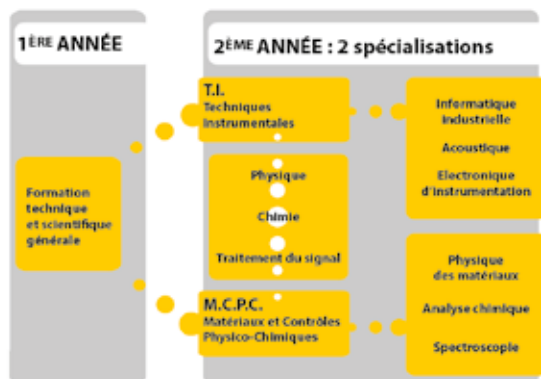 1ÈRE ANNÉE
2ÈME ANNÉE : 2 spécialisations
Formation
technique
et scientifique
générale
T.I.
Techniques
Instrumentales
Physique
Chimie
Traitement du signal
M.C.P.C.
Matériaux et Contrôles
Physico-Chimiques
Informatique
industrielle
Acoustique
Electronique
d'instrumentation
Physique
des matériaux
Analyse chimique
Spectroscopie